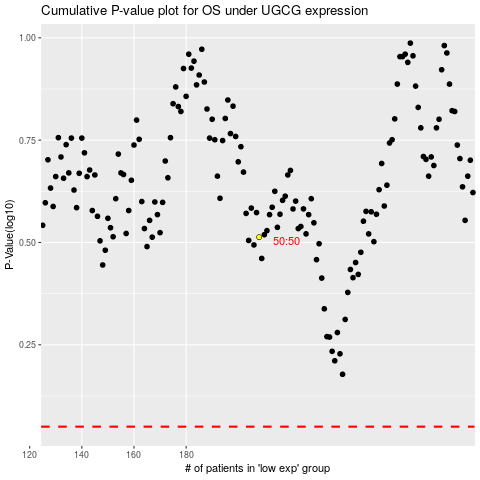 Cumulative P-value plot for OS under UGCG expression
P-Value(log10)
1.00
0.75
0.50
0.25
50:50
120 140 160 180
# of patients in 'low exp' group